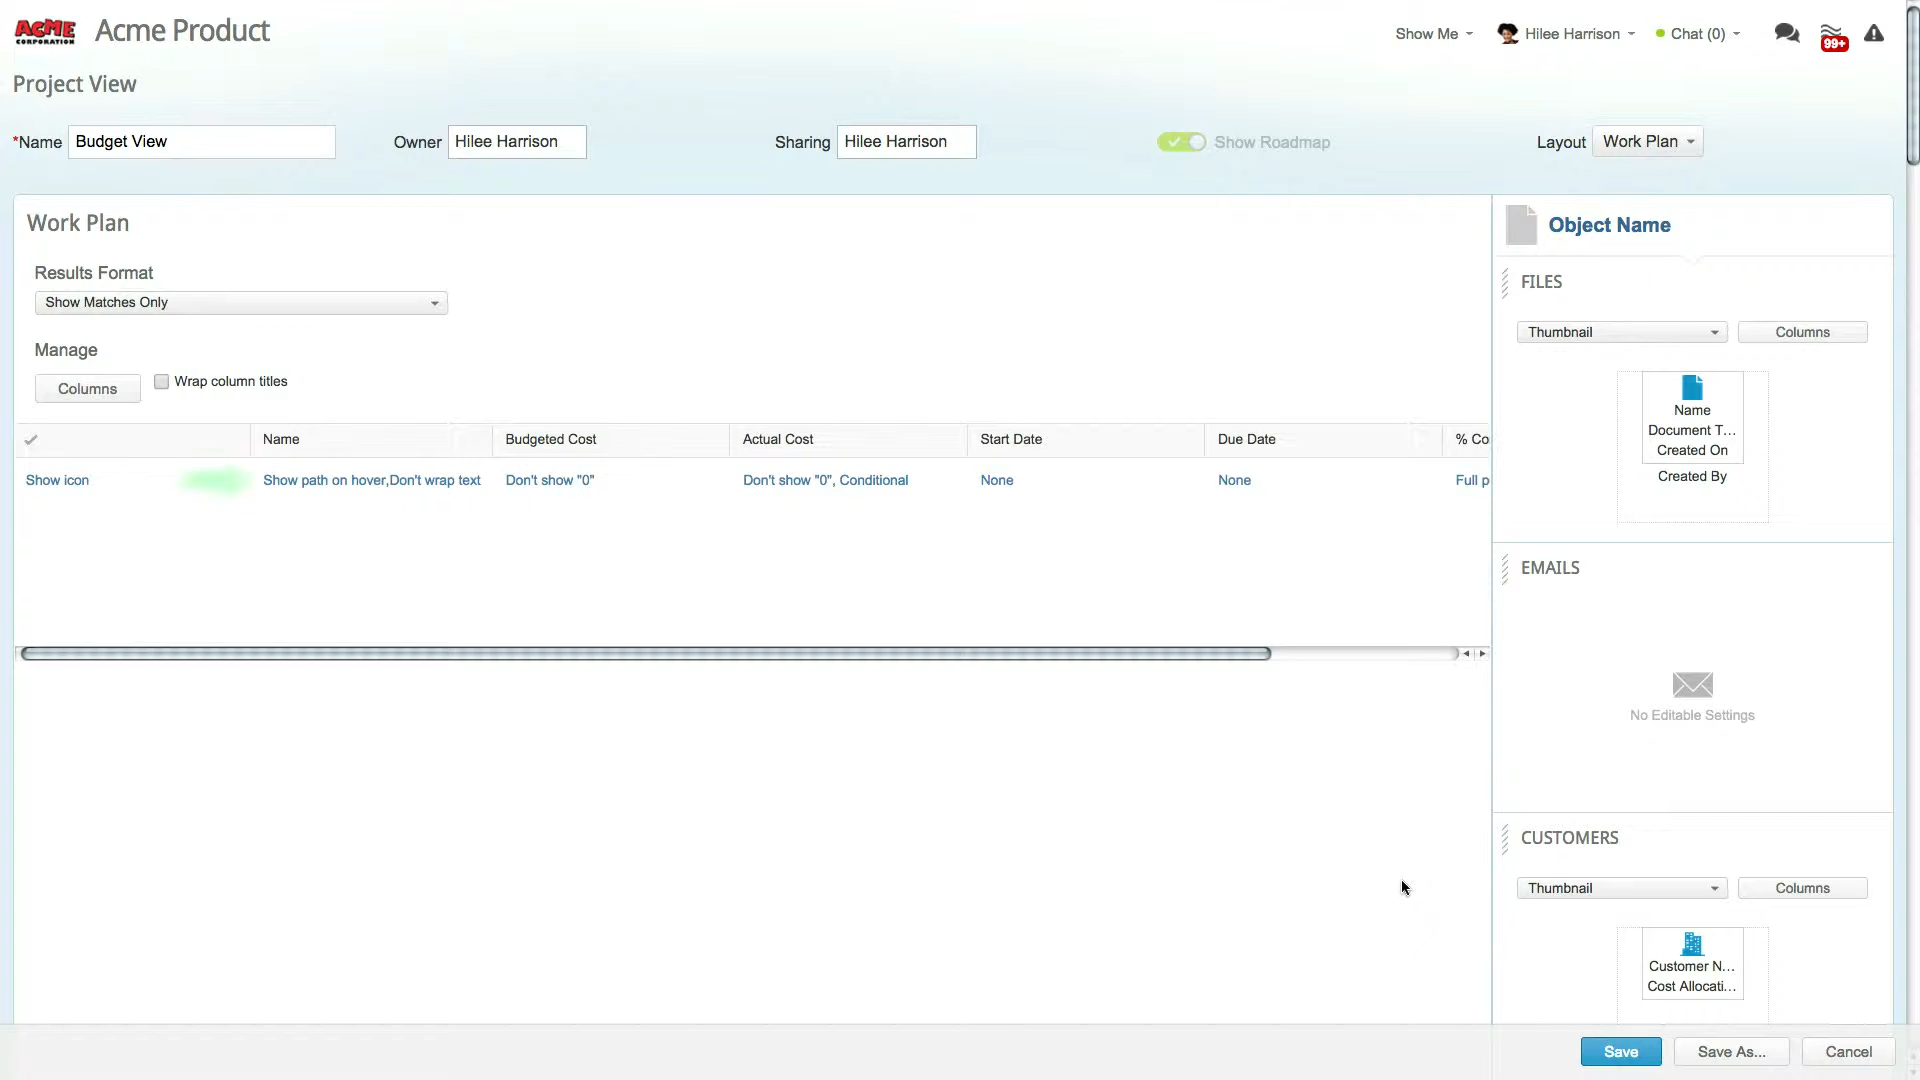 ACME
CORPORATION
Acme Product
Show Me
Hilee Harrison
Chat (0)
99+
Project View
*Name
Budget View
Owner
Hilee Harrison
Sharing
Hilee Harrison
Show Roadmap
Layout
Work Plan
Work Plan
Object Name
Results Format
Show Matches Only
FILES
Thumbnail
Columns
Manage
Columns
Wrap column titles
Name
Document T...
Created On
Created By
Name
Budgeted Cost
Actual Cost
Start Date
Due Date
% Co
Show icon
Show path on hover,Don't wrap text
Don't show "0"
Don't show "0", Conditional
None
None
Full p
EMAILS
No Editable Settings
CUSTOMERS
Thumbnail
Columns
Customer N...
Cost Allocati...
Save
Save As...
Cancel